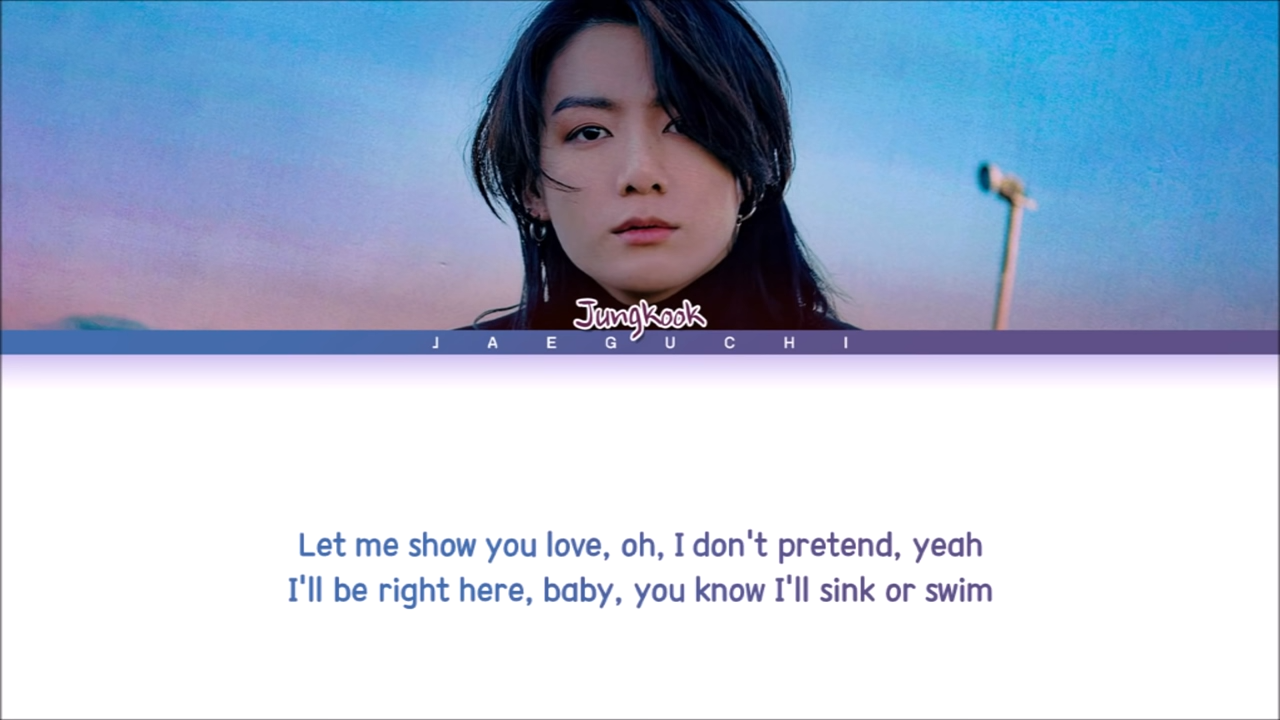 Jungkook
JAEGUCHI
Let me show you love, oh, I don't pretend, yeah
I'll be right here, baby, you know I'll sink or swim